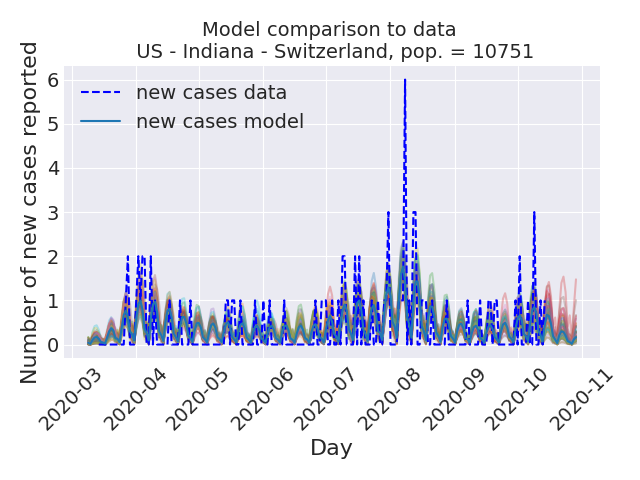 Model comparison to data
US - Indiana - Switzerland, pop. = 10751
Number of new cases reported
6
5
4
3
2
1
0
new cases data
new cases model
2020-03
2020-04
2020-05
2020-06
2020-07
2020-08
2020-09
2020-10
2020-11
Day